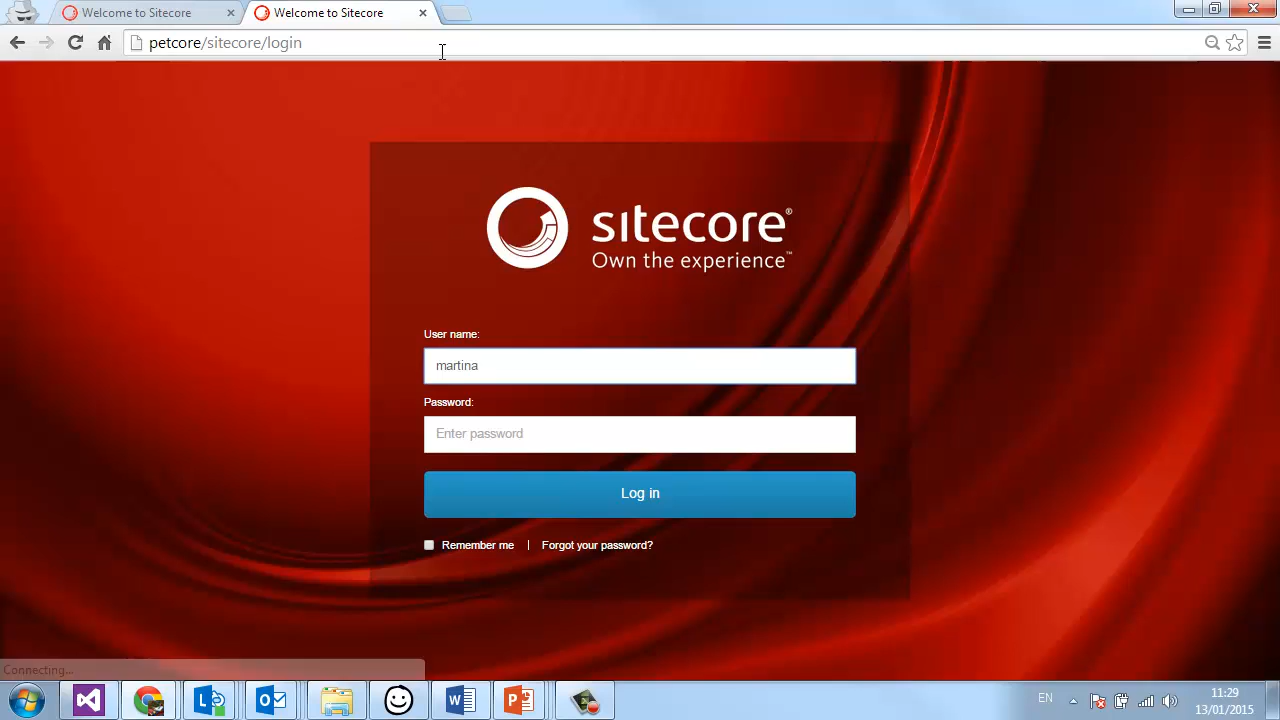 Welcome to Sitecore
Welcome to Sitecore
petcore/sitecore/login
sitecore®
Own the experience™
User name:
martina
Password:
Enter password
Log in
Remember me | Forgot your password?
Connecting...
EN
11:29
13/01/2015